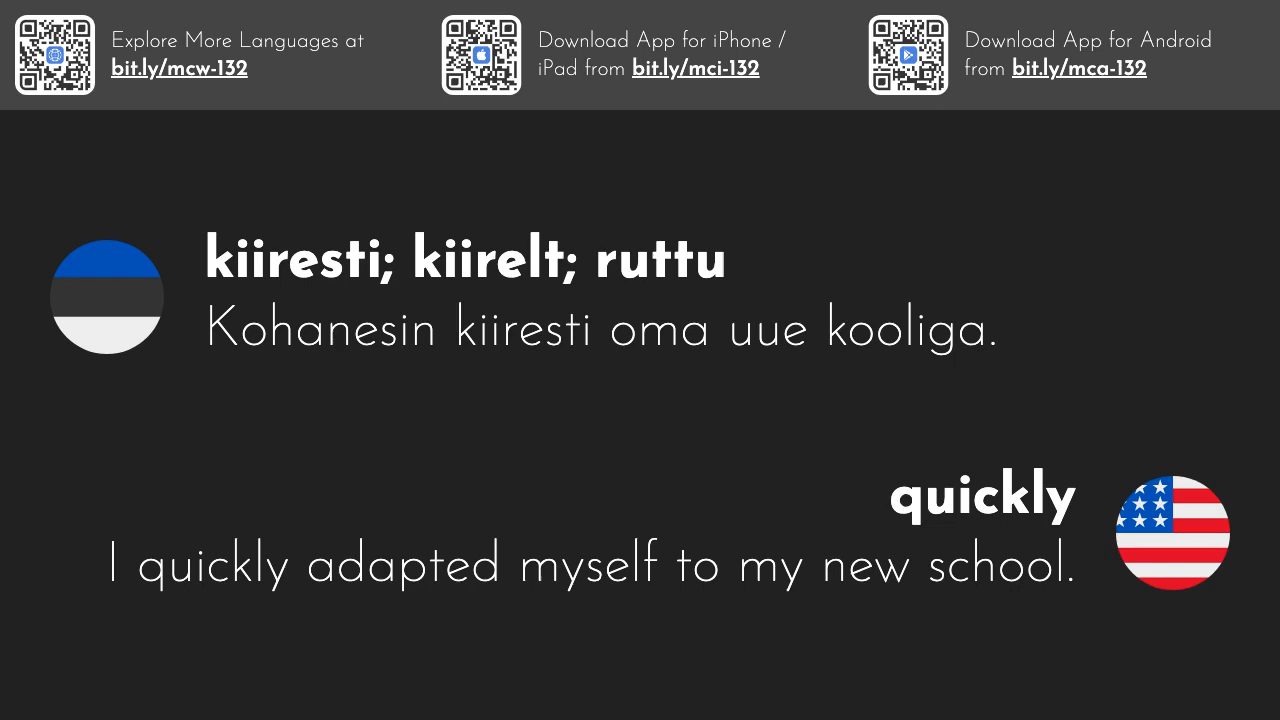 Explore More Languages at
bit.ly/mcw-132
Download App for iPhone /
iPad from bit.ly/mci-132
Download App for Android
from bit.ly/mca-132
kiiresti; kiirelt; ruttu
Kohanesin kiiresti oma uue kooliga.
quickly
I quickly adapted myself to my new school.